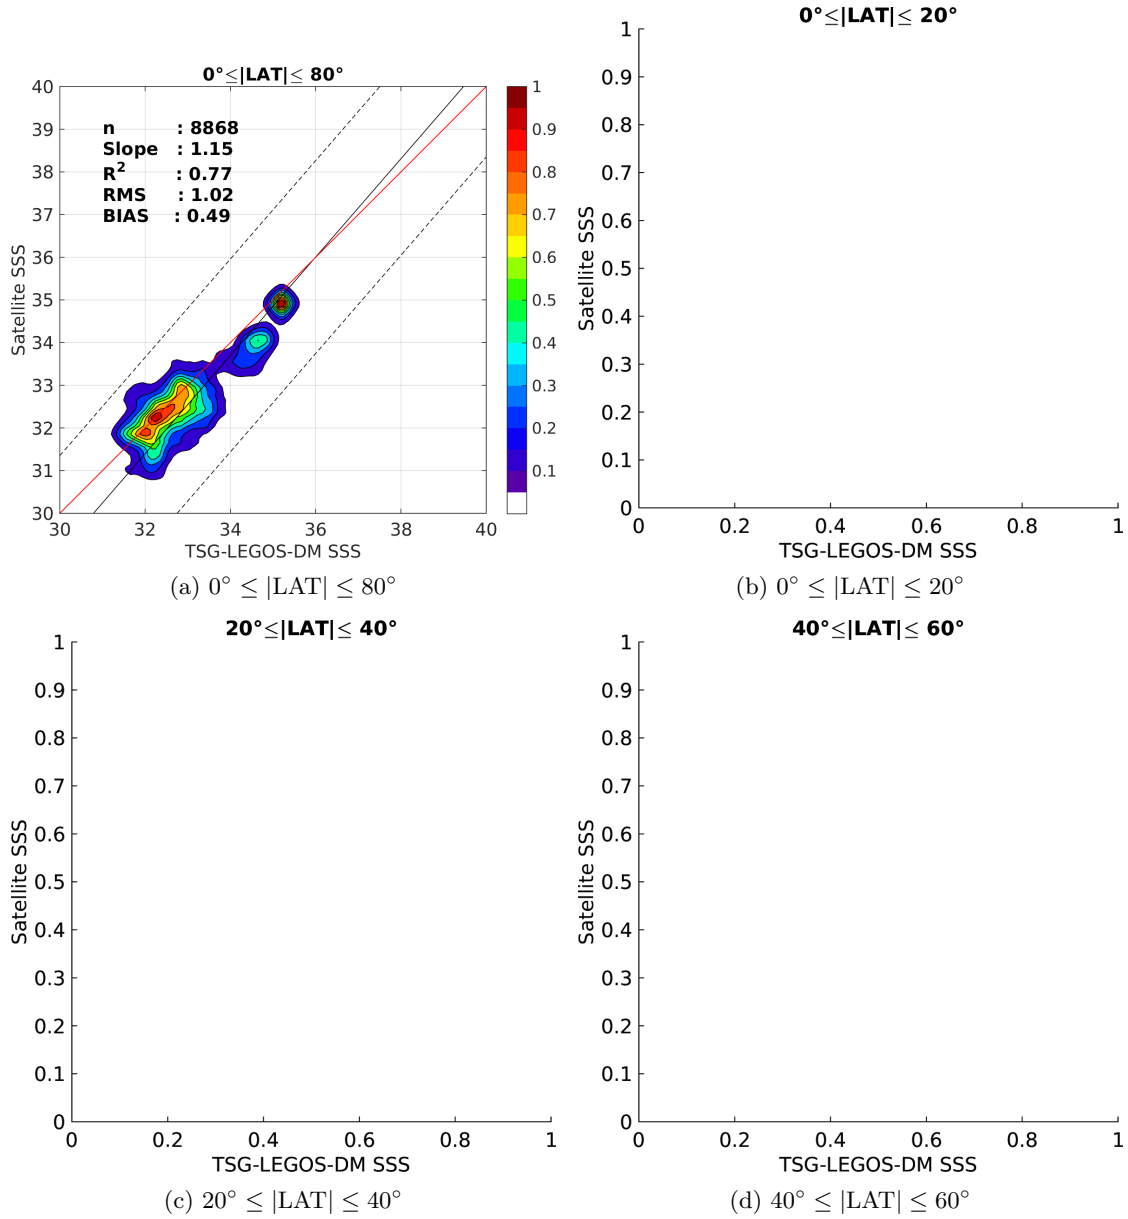 0°≤|LAT|≤ 80°
40
39
38
37
36
35
34
33
32
31
30
Satellite SSS
n : 8868
Slope : 1.15
R² : 0.77
RMS : 1.02
BIAS : 0.49
30 32 34 36 38 40
TSG-LEGOS-DM SSS
1
0.9
0.8
0.7
0.6
0.5
0.4
0.3
0.2
0.1
(a) 0° ≤ |LAT| ≤ 80°
0°≤|LAT|≤ 20°
1
0.9
0.8
0.7
0.6
0.5
0.4
0.3
0.2
0.1
0
Satellite SSS
0 0.2 0.4 0.6 0.8 1
TSG-LEGOS-DM SSS
(b) 0° ≤ |LAT| ≤ 20°
20°≤|LAT|≤ 40°
1
0.9
0.8
0.7
0.6
0.5
0.4
0.3
0.2
0.1
0
Satellite SSS
0 0.2 0.4 0.6 0.8 1
TSG-LEGOS-DM SSS
(c) 20° ≤ |LAT| ≤ 40°
40°≤|LAT|≤ 60°
1
0.9
0.8
0.7
0.6
0.5
0.4
0.3
0.2
0.1
0
Satellite SSS
0 0.2 0.4 0.6 0.8 1
TSG-LEGOS-DM SSS
(d) 40° ≤ |LAT| ≤ 60°